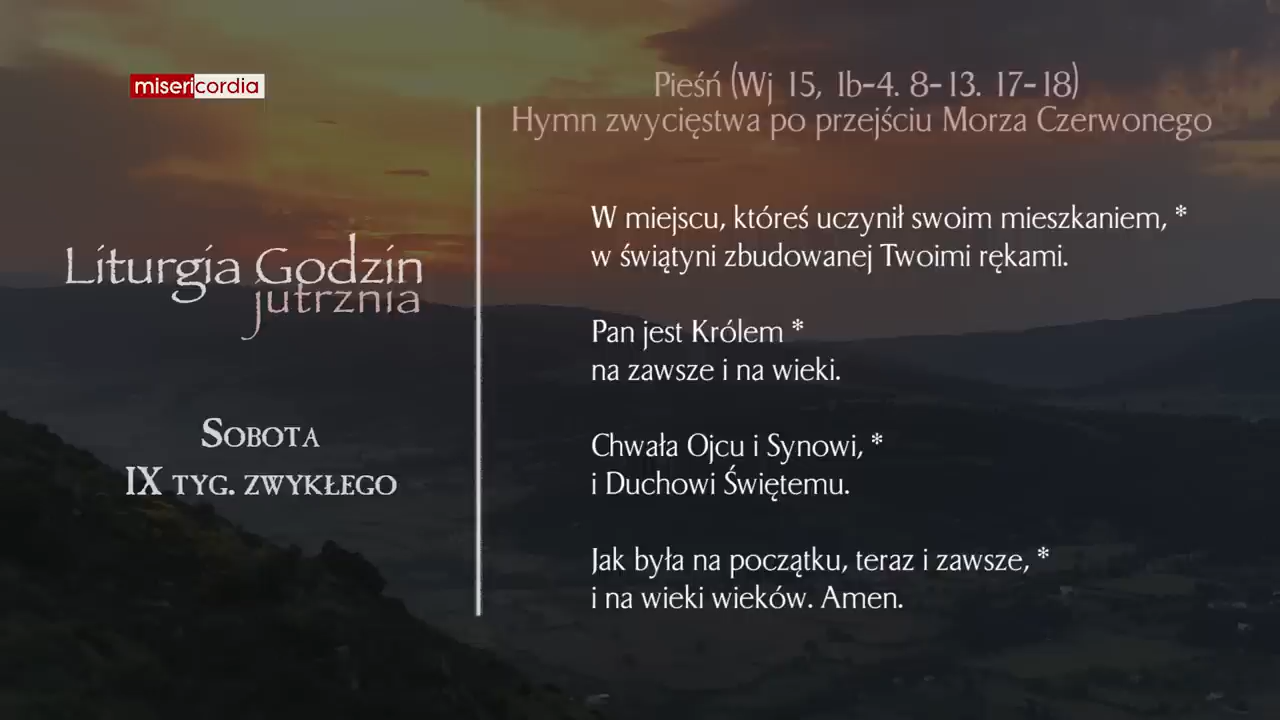 misericordia
Liturgia Godzin
jutrznia
Sobota
IX tyg. zwykłego
Pieśń (Wj 15, 1b-4. 8-13. 17-18)
Hymn zwycięstwa po przejściu Morza Czerwonego
W miejscu, któreś uczynił swoim mieszkaniem, *
w świątyni zbudowanej Twoimi rękami.
Pan jest Królem *
na zawsze i na wieki.
Chwała Ojcu i Synowi, *
i Duchowi Świętemu.
Jak była na początku, teraz i zawsze, *
i na wieki wieków. Amen.